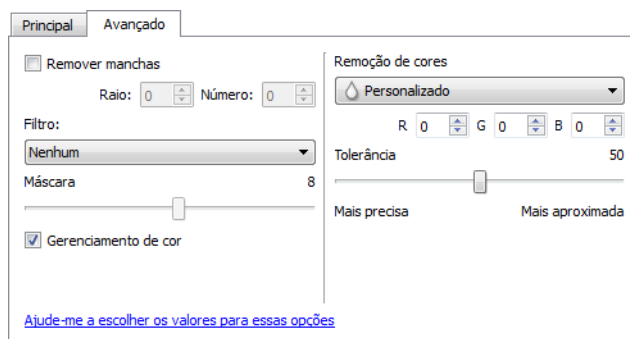 Principal Avançado
Remover manchas
Raio: 0 Número: 0
Filtro:
Nenhum
Máscara 8
Gerenciamento de cor
Ajude-me a escolher os valores para essas opções
Remoção de cores
Personalizado
R 0 G 0 B 0
Tolerância 50
Mais precisa Mais aproximada